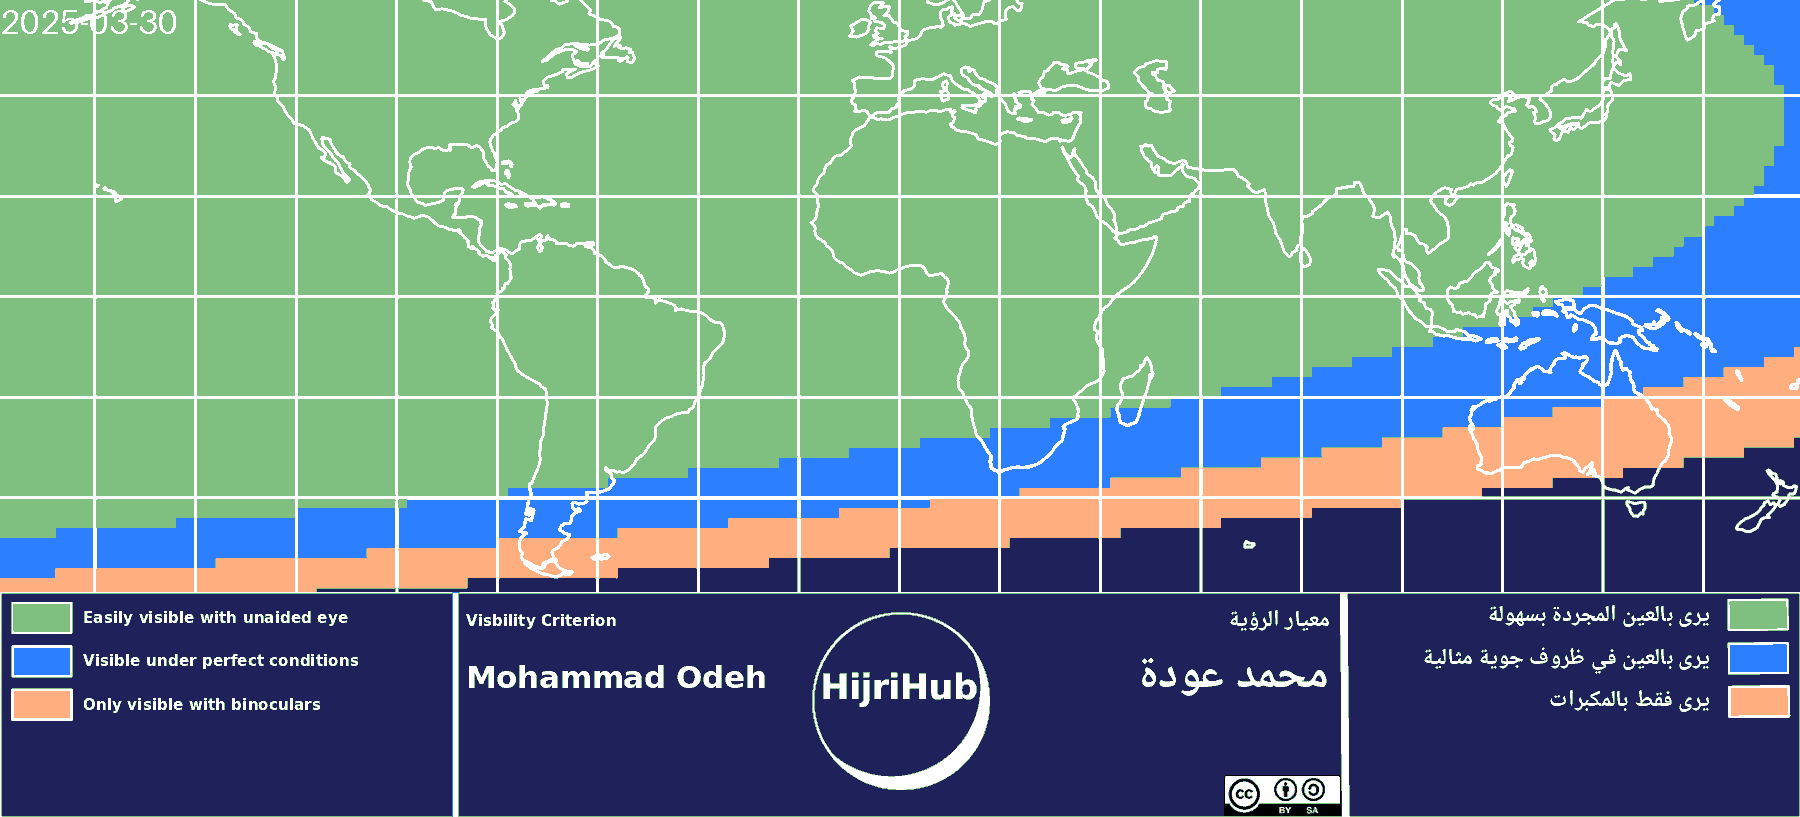 2025-03-30
Easily visible with unaided eye
Visible under perfect conditions
Only visible with binoculars
Visbility Criterion
Mohammad Odeh
HijriHub
معيار الرؤية
محمد عودة
cc
BY SA
يرى بالعين المجردة بسهولة
يرى بالعين في ظروف جوية مثالية
يرى فقط بالمكبرات